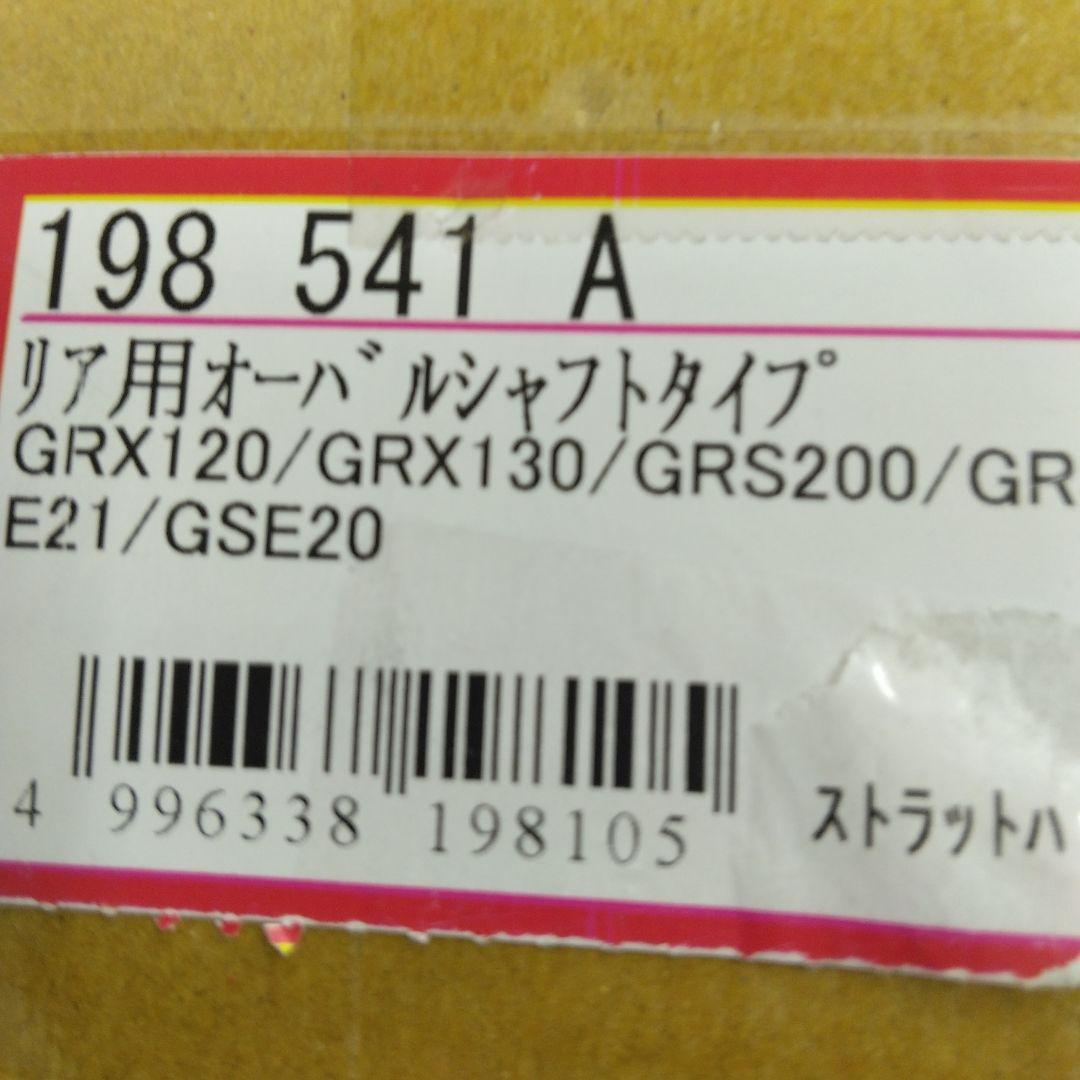 198 541 A
リア用オーバルシャフトタイプ
GRX120/GRX130/GRS200/GR
E21/GSE20
4 996338 198105
ストラットハ